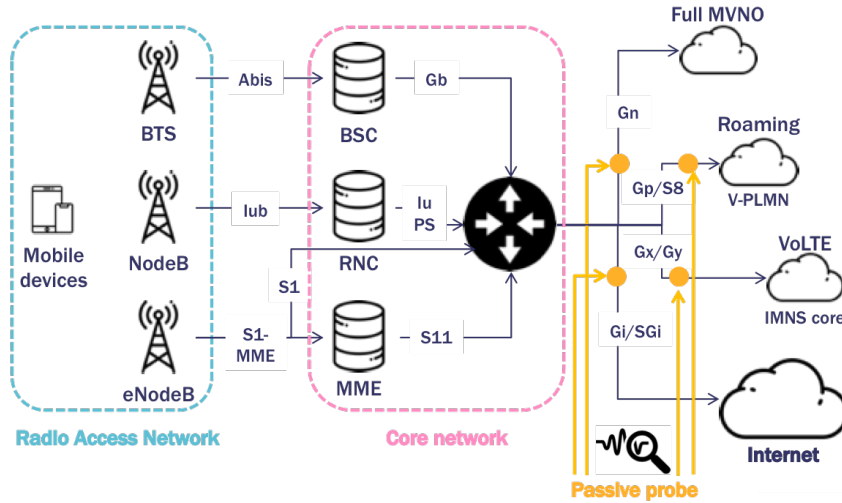 Full MVNO
Abis
Gb
BTS
BSC
Gn
Roaming
Gp/S8
V-PLMN
Iub
Iu
PS
Mobile
devices
NodeB
RNC
Gx/Gy
VoLTE
S1
IMNS core
S1-
MME
S11
Gi/SGi
eNodeB
MME
Radio Access Network
Core network
Internet
Passive probe